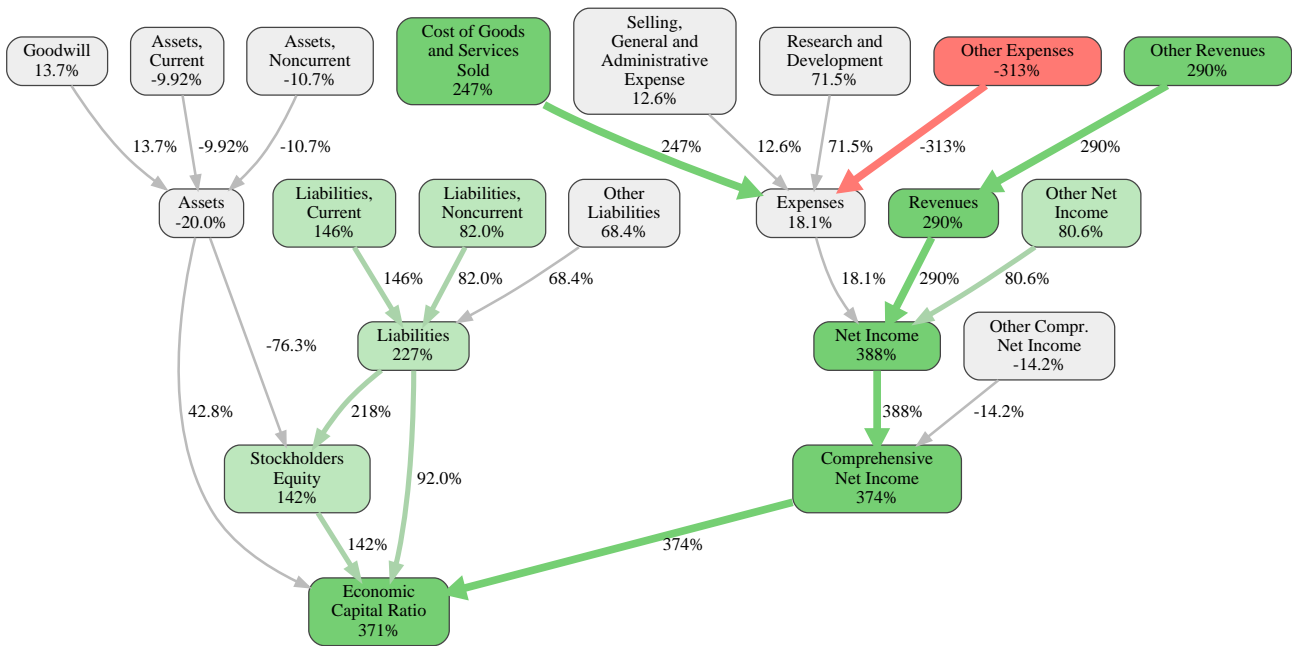 Goodwill
13.7%
Assets,
Current
-9.92%
Assets,
Noncurrent
-10.7%
Cost of Goods
and Services
Sold
247%
Selling,
General and
Administrative
Expense
12.6%
Research and
Development
71.5%
Other Expenses
-313%
Other Revenues
290%
13.7%
-9.92%
-10.7%
247%
12.6%
71.5%
-313%
290%
Assets
-20.0%
Liabilities,
Current
146%
Liabilities,
Noncurrent
82.0%
Other
Liabilities
68.4%
Expenses
18.1%
Revenues
290%
Other Net
Income
80.6%
146%
82.0%
68.4%
18.1%
290%
80.6%
-76.3%
Liabilities
227%
Net Income
388%
Other Compr.
Net Income
-14.2%
42.8%
218%
92.0%
388%
-14.2%
Stockholders
Equity
142%
Comprehensive
Net Income
374%
142%
374%
Economic
Capital Ratio
371%